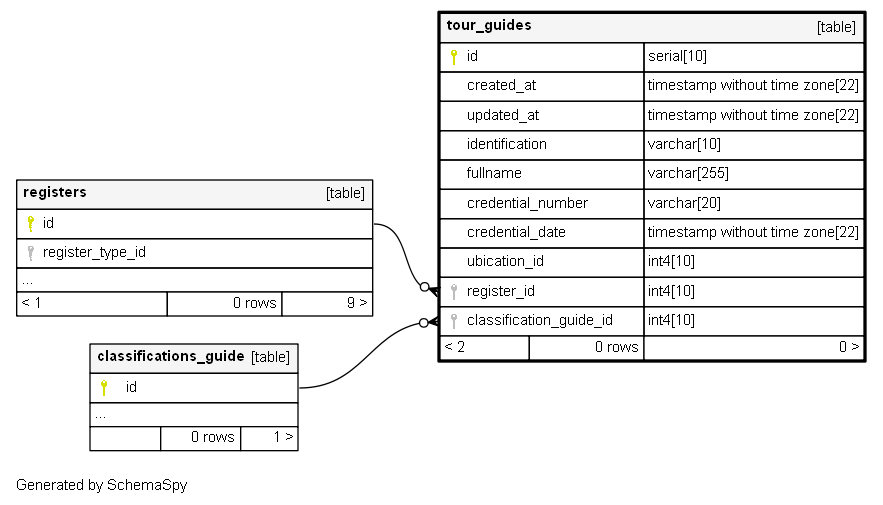 tour_guides [table]
id serial[10]
created_at timestamp without time zone[22]
updated_at timestamp without time zone[22]
identification varchar[10]
fullname varchar[255]
credential_number varchar[20]
credential_date timestamp without time zone[22]
ubication_id int4[10]
register_id int4[10]
classification_guide_id int4[10]
< 2 0 rows 0 >
registers [table]
id
register_type_id
...
< 1 0 rows 9 >
classifications_guide [table]
id
...
0 rows 1 >
Generated by SchemaSpy